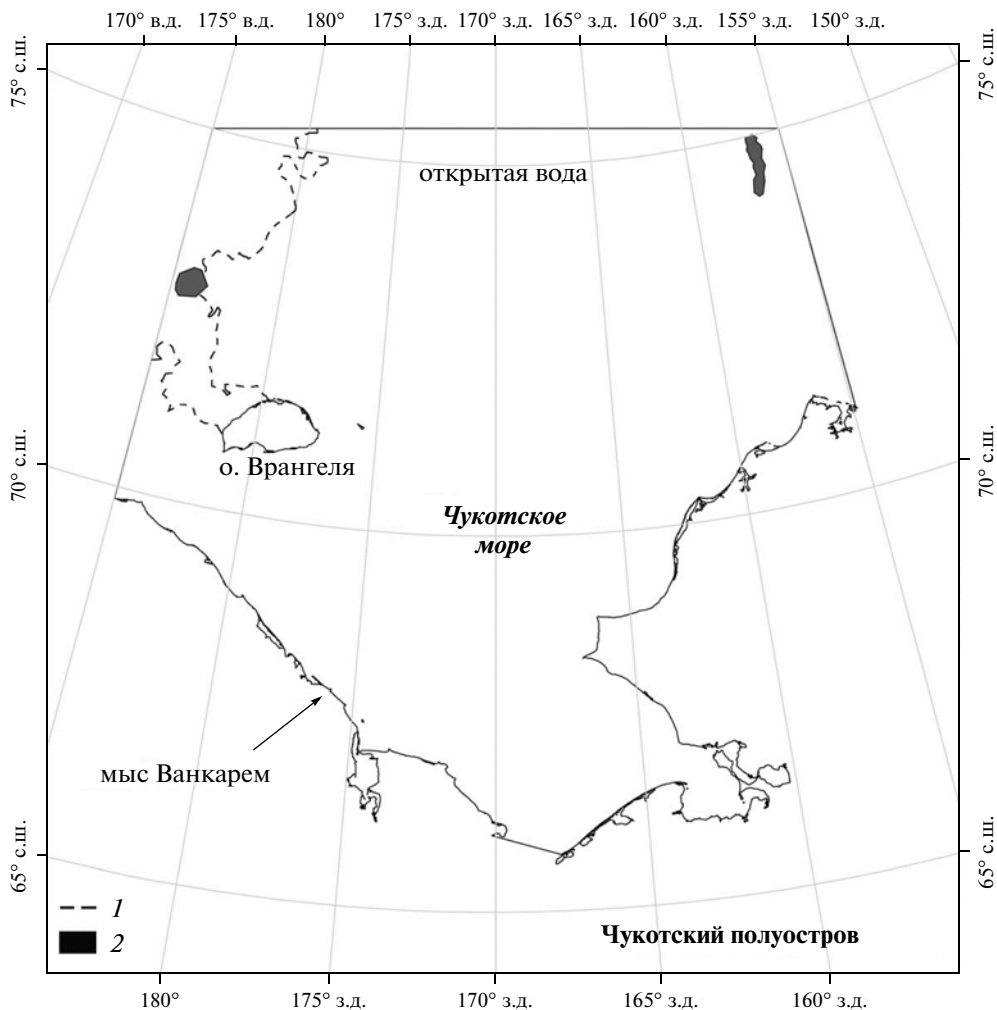 170° в.д. 175° в.д. 180° 175° з.д. 170° з.д. 165° з.д. 160° з.д. 155° з.д. 150° з.д.
75° с.ш. 75° с.ш.
открытая вода
о. Врангеля
70° с.ш. 70° с.ш.
Чукотское
море
мыс Ванкарем
65° с.ш. 65° с.ш.
1
2
Чукотский полуостров
180° 175° з.д. 170° з.д. 165° з.д. 160° з.д.